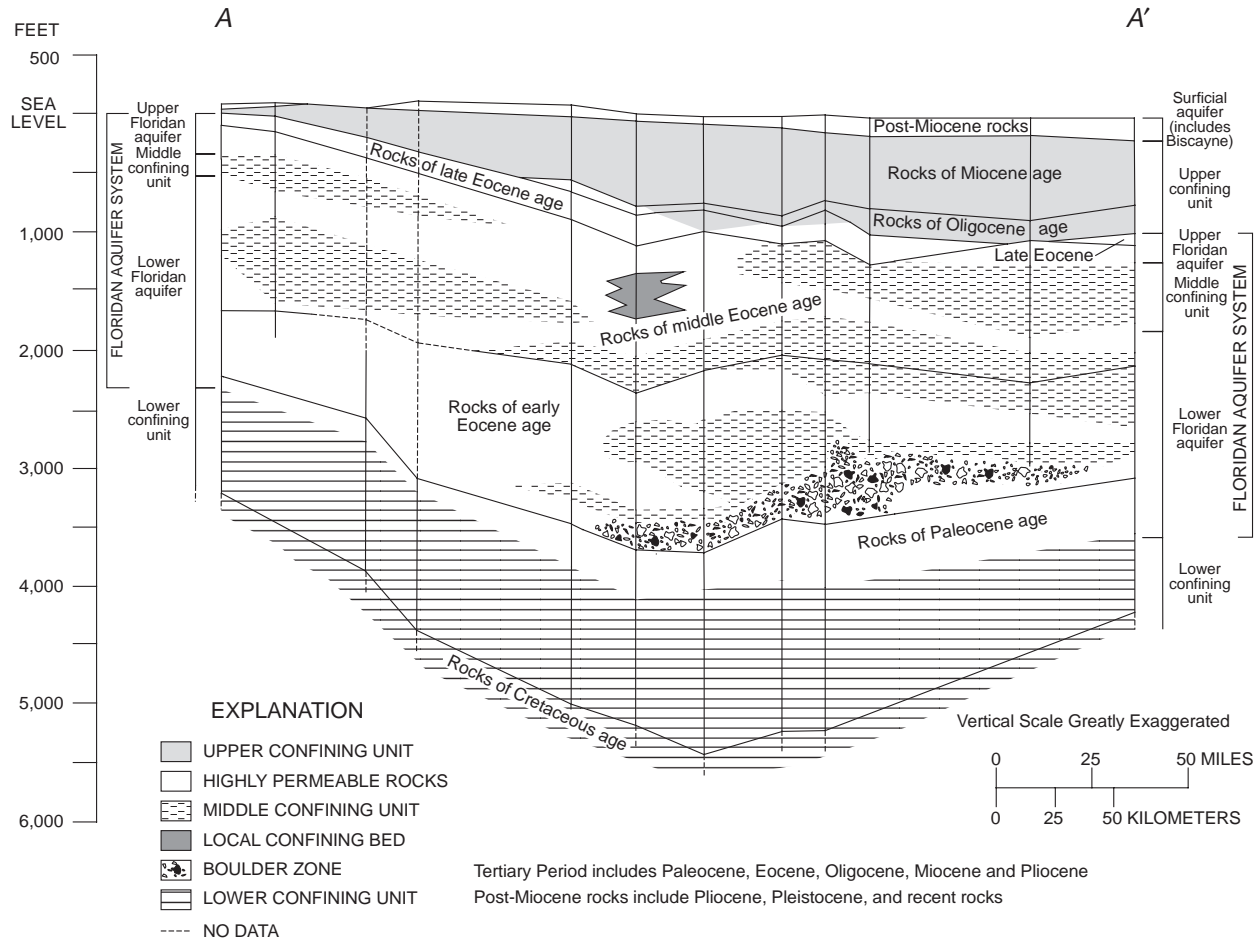 A
A′
FEET
500
SEA
LEVEL
1,000
2,000
3,000
4,000
5,000
6,000
FLORIDAN AQUIFER SYSTEM
Upper
Floridan
aquifer
Middle
confining
unit
Lower
Floridan
aquifer
Lower
confining
unit
Post-Miocene rocks
Rocks of Miocene age
Rocks of late Eocene age
Rocks of Oligocene age
Late Eocene
Rocks of middle Eocene age
Rocks of early
Eocene age
Rocks of Paleocene age
Rocks of Cretaceous age
Surficial
aquifer
(includes
Biscayne)
Upper
confining
unit
Upper
Floridan
aquifer
Middle
confining
unit
Lower
Floridan
aquifer
Lower
confining
unit
FLORIDAN AQUIFER SYSTEM
EXPLANATION
UPPER CONFINING UNIT
HIGHLY PERMEABLE ROCKS
MIDDLE CONFINING UNIT
LOCAL CONFINING BED
BOULDER ZONE
LOWER CONFINING UNIT
NO DATA
Vertical Scale Greatly Exaggerated
0 25 50 MILES
0 25 50 KILOMETERS
Tertiary Period includes Paleocene, Eocene, Oligocene, Miocene and Pliocene
Post-Miocene rocks include Pliocene, Pleistocene, and recent rocks